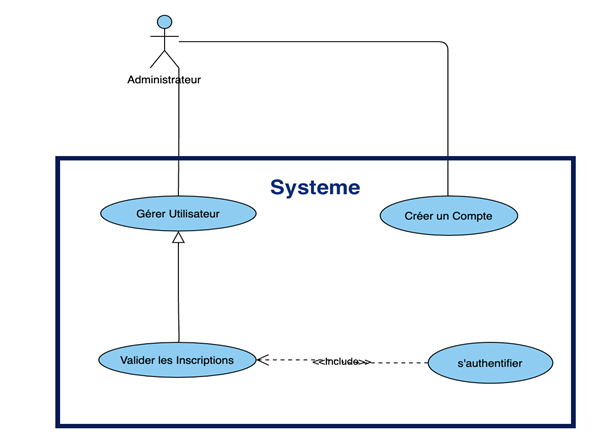 Administrateur
Systeme
Gérer Utilisateur
Créer un Compte
Valider les Inscriptions
<<Include>>
s'authentifier